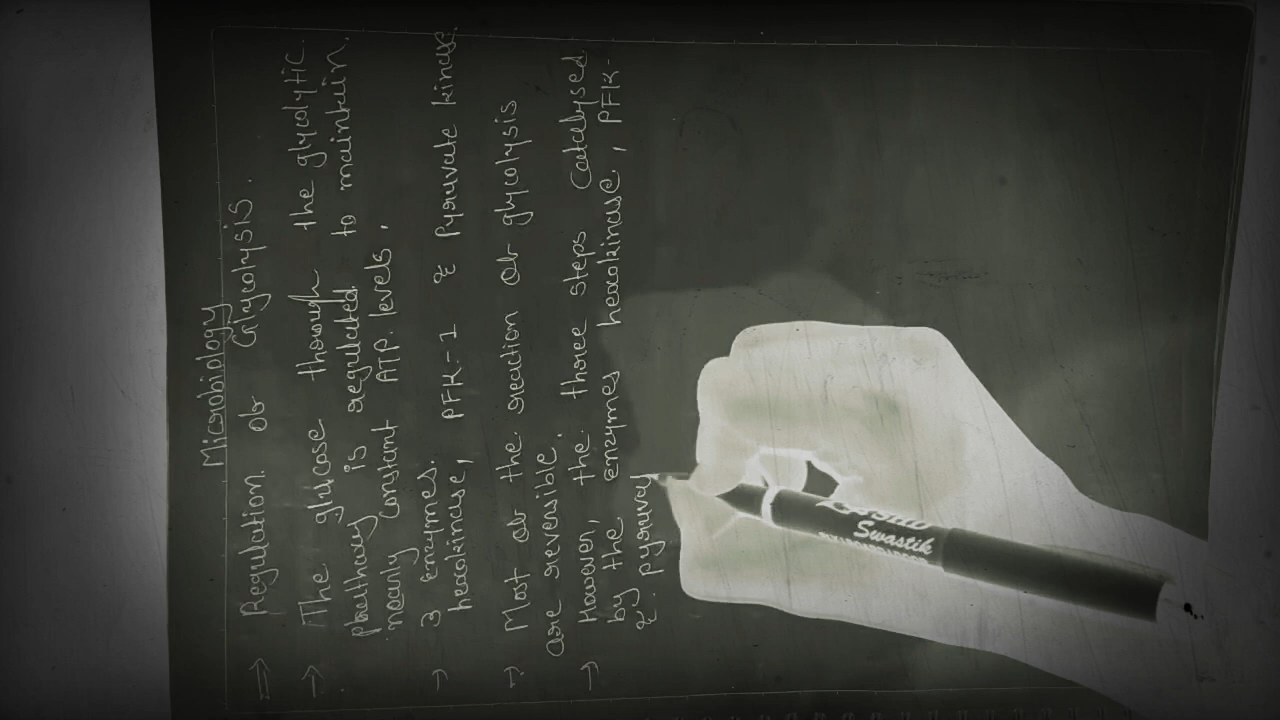 Microbiology
⇒ Regulation of Glycolysis.
→ The glucose through the glycolytic
pathway is regulated to maintain
nearly constant ATP levels.
→ 3 enzymes.
hexokinase, PFK-1 & Pyruvate kinase
→ Most of the reaction of glycolysis
are reversible.
→ However, the three steps Catalysed
by the enzymes hexokinase, PFK-
& pyruvay
Swastik